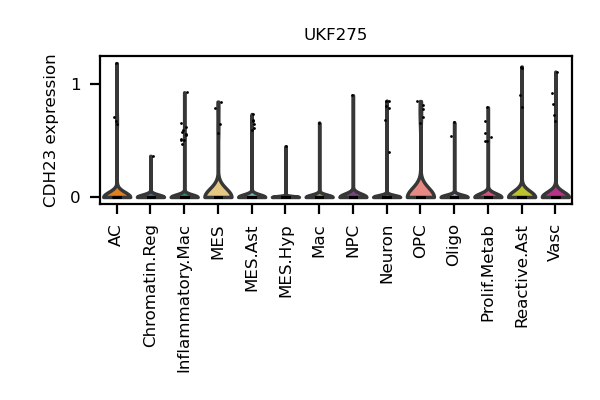 UKF275
CDH23 expression
1
0
AC
Chromatin.Reg
Inflammatory.Mac
MES
MES.Ast
MES.Hyp
Mac
NPC
Neuron
OPC
Oligo
Prolif.Metab
Reactive.Ast
Vasc